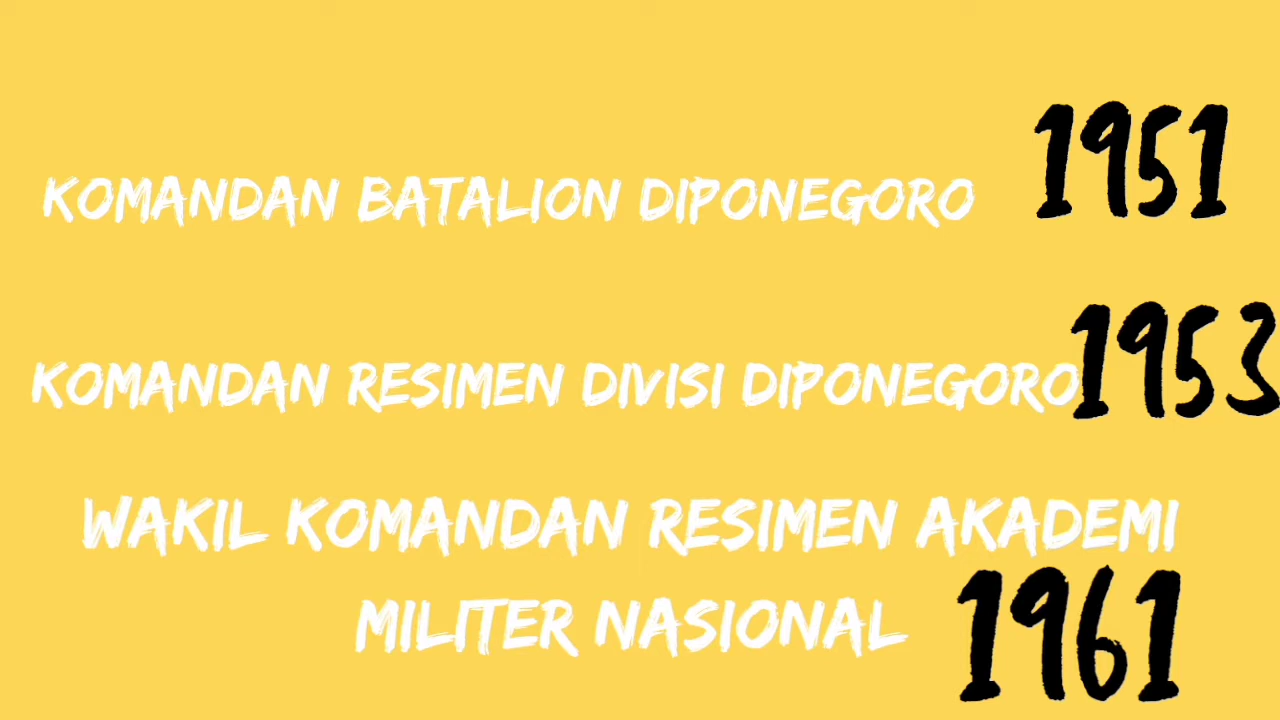 KOMANDAN BATALION DIPONEGORO 1951
KOMANDAN RESIMEN DIVISI DIPONEGORO 1953
WAKIL KOMANDAN RESIMEN AKADEMI
MILITER NASIONAL 1961